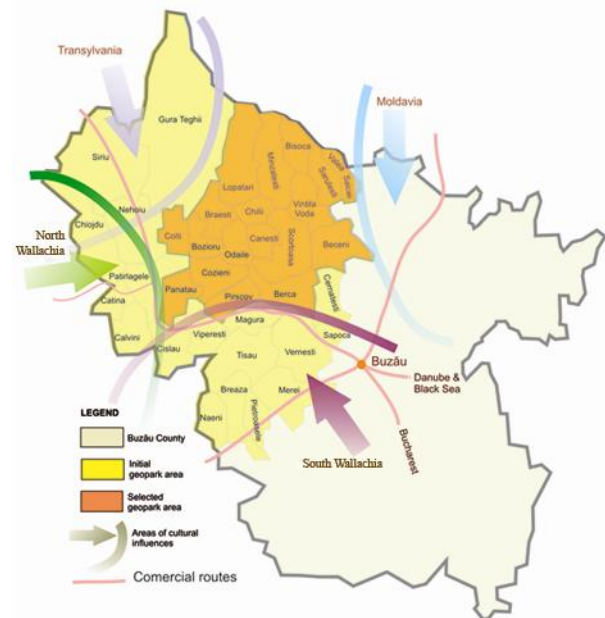 Transylvania
Moldavia
Gura Teghii
Siriu
Bisoca
Minzalesti
Valea
Salciei
Sarulesti
Lopatari
Nehoiu
Chiojdu
Braesti
Chilii
Vintila
Voda
North
Wallachia
Colti
Bozioru
Canesti
Scortoasa
Beceni
Odaile
Patirlagele
Cozieni
Cernatesti
Panatau
Catina
Pirscov
Berca
Magura
Calvini
Viperesti
Sapoca
Cislau
Tisau
Vernesti
Buzău
Danube &
Black Sea
Breaza
Merei
Pietroasele
Naeni
Bucharest
LEGEND
Buzău County
South Wallachia
Initial
geopark area
Selected
geopark area
Areas of cultural
influences
Comercial routes